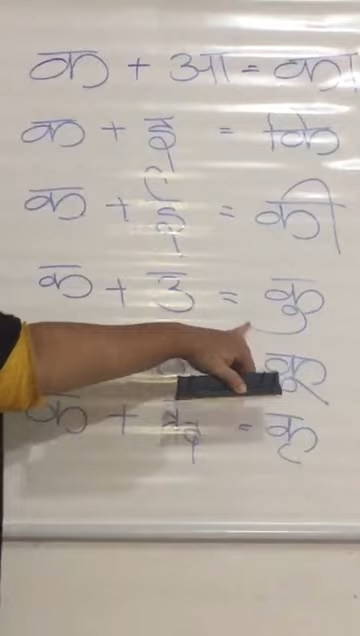 क + आ = का
क + इ = कि
क + ई = की
क + उ = कु
कू
क + ऋ = कृ